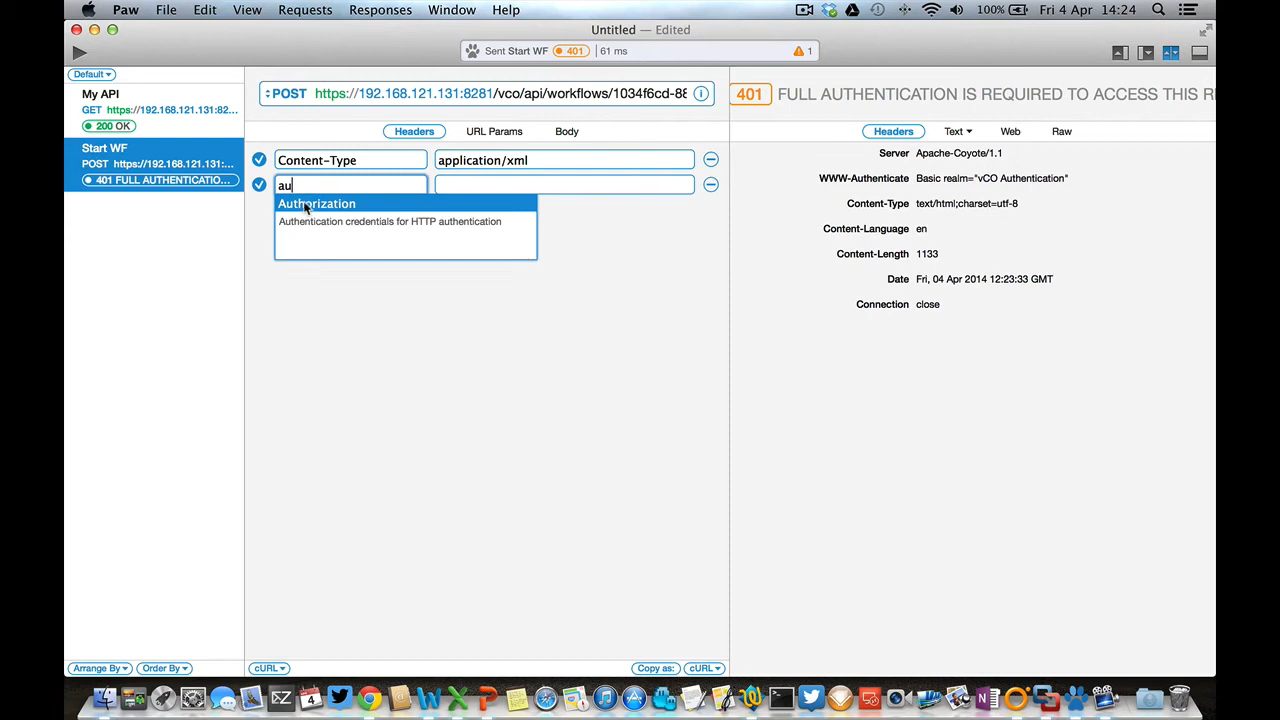 Paw File Edit View Requests Responses Window Help 100% Fri 4 Apr 14:24
Untitled — Edited
Sent Start WF 401 61 ms 1
Default
My API
GET https://192.168.121.131:82...
200 OK
Start WF
POST https://192.168.121.131:...
401 FULL AUTHENTICATIO...
POST https://192.168.121.131:8281/vco/api/workflows/1034f6cd-88
Headers URL Params Body
Content-Type application/xml
au
Authorization
Authentication credentials for HTTP authentication
401 FULL AUTHENTICATION IS REQUIRED TO ACCESS THIS RE
Headers Text Web Raw
Server Apache-Coyote/1.1
WWW-Authenticate Basic realm="vCO Authentication"
Content-Type text/html;charset=utf-8
Content-Language en
Content-Length 1133
Date Fri, 04 Apr 2014 12:23:33 GMT
Connection close
Arrange By Order By cURL Copy as: cURL